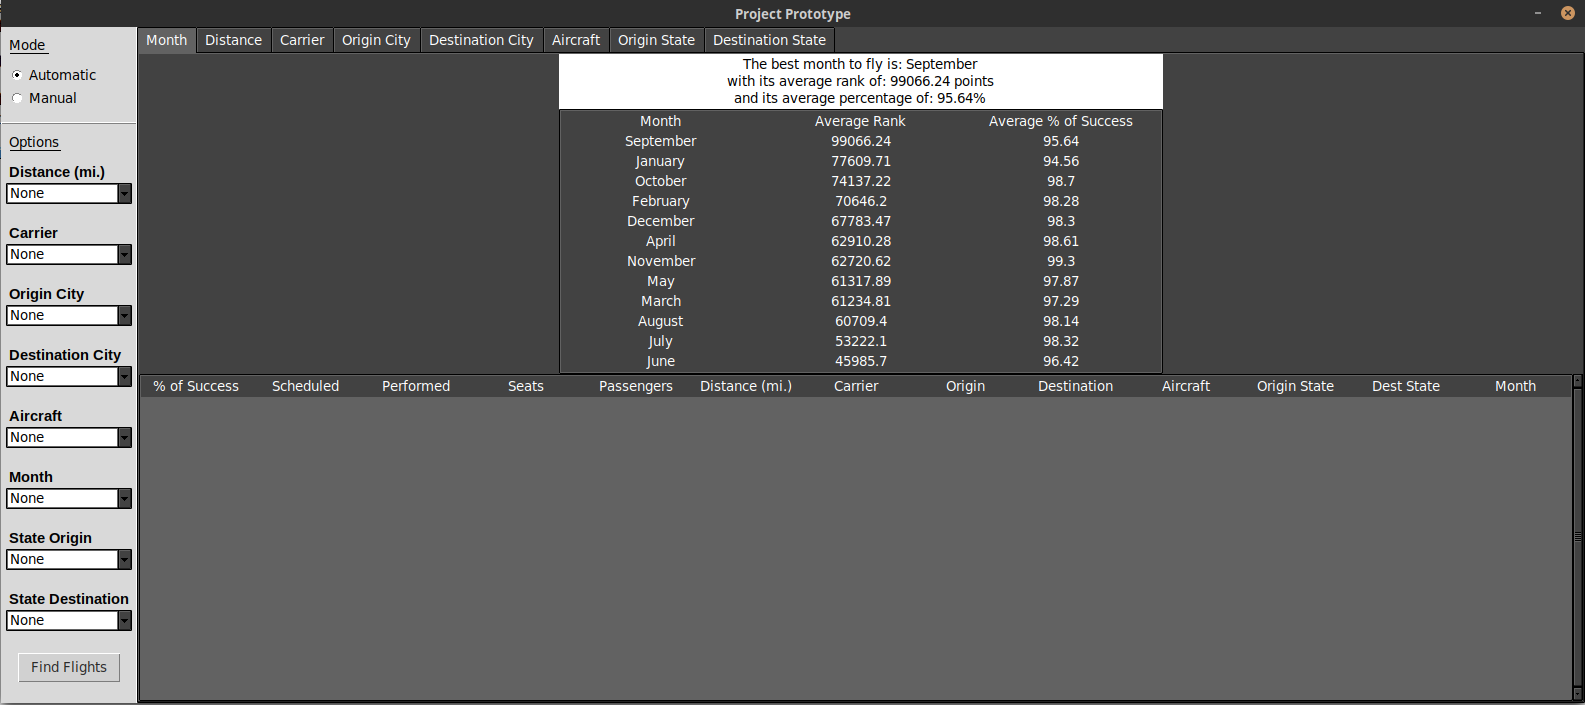 Project Prototype
Mode
Automatic
Manual
Options
Distance (mi.)
None
Carrier
None
Origin City
None
Destination City
None
Aircraft
None
Month
None
State Origin
None
State Destination
None
Find Flights
Month Distance Carrier Origin City Destination City Aircraft Origin State Destination State
The best month to fly is: September
with its average rank of: 99066.24 points
and its average percentage of: 95.64%
Month Average Rank Average % of Success
September 99066.24 95.64
January 77609.71 94.56
October 74137.22 98.7
February 70646.2 98.28
December 67783.47 98.3
April 62910.28 98.61
November 62720.62 99.3
May 61317.89 97.87
March 61234.81 97.29
August 60709.4 98.14
July 53222.1 98.32
June 45985.7 96.42
% of Success Scheduled Performed Seats Passengers Distance (mi.) Carrier Origin Destination Aircraft Origin State Dest State Month